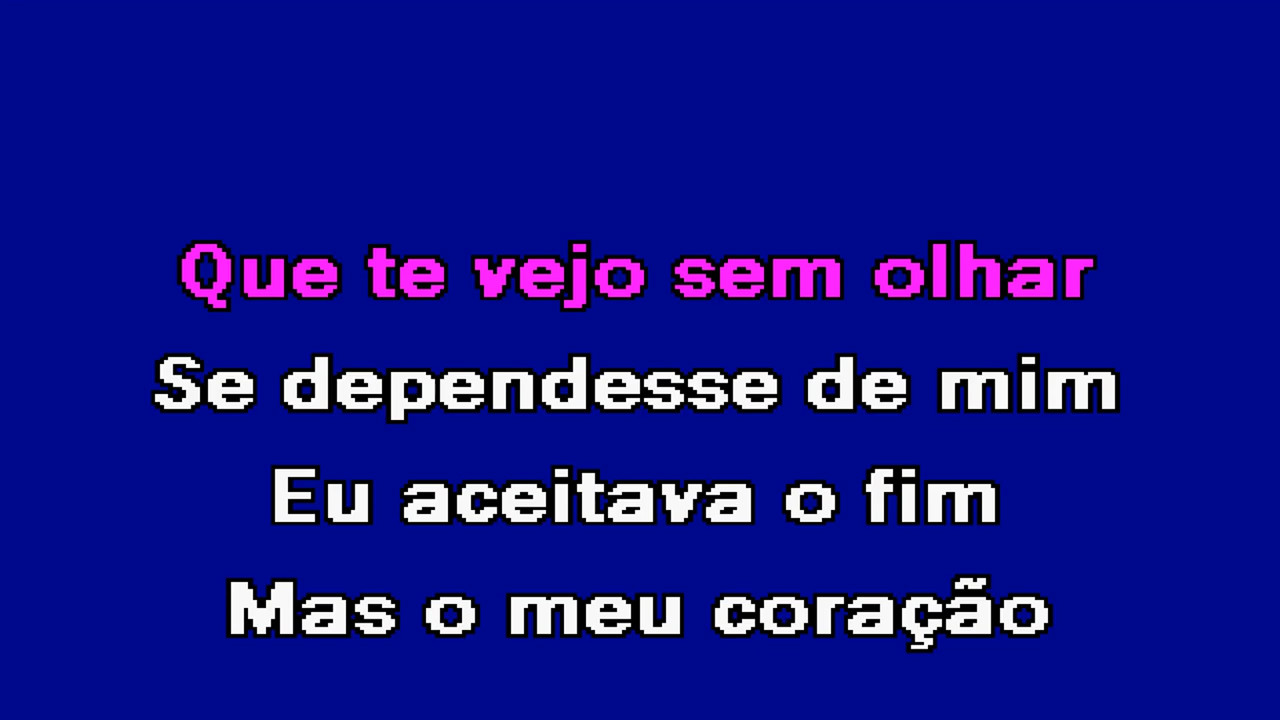 Que te vejo sem olhar
Se dependesse de mim
Eu aceitava o fim
Mas o meu coração